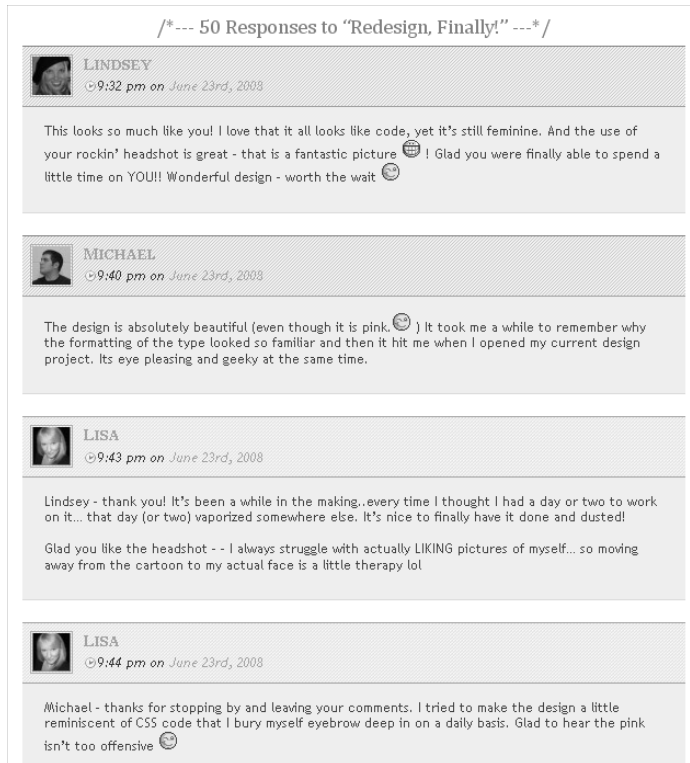 /*--- 50 Responses to “Redesign, Finally!” ---*/
LINDSEY
9:32 pm on June 23rd, 2008
This looks so much like you! I love that it all looks like code, yet it’s still feminine. And the use of
your rockin’ headshot is great - that is a fantastic picture ! Glad you were finally able to spend a
little time on YOU!! Wonderful design - worth the wait
MICHAEL
9:40 pm on June 23rd, 2008
The design is absolutely beautiful (even though it is pink. ) It took me a while to remember why
the formatting of the type looked so familiar and then it hit me when I opened my current design
project. Its eye pleasing and geeky at the same time.
LISA
9:43 pm on June 23rd, 2008
Lindsey - thank you! It’s been a while in the making..every time I thought I had a day or two to work
on it... that day (or two) vaporized somewhere else. It’s nice to finally have it done and dusted!
Glad you like the headshot - - I always struggle with actually LIKING pictures of myself... so moving
away from the cartoon to my actual face is a little therapy lol
LISA
9:44 pm on June 23rd, 2008
Michael - thanks for stopping by and leaving your comments. I tried to make the design a little
reminiscent of CSS code that I bury myself eyebrow deep in on a daily basis. Glad to hear the pink
isn’t too offensive